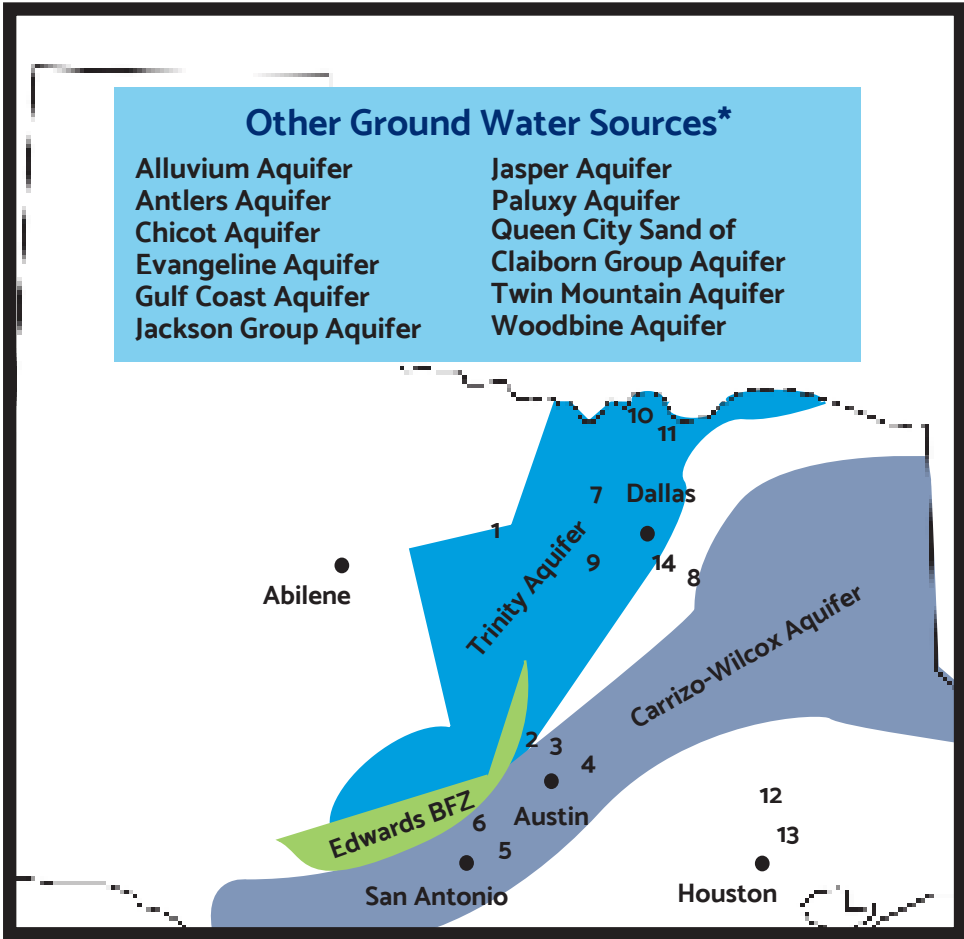 Other Ground Water Sources*
Alluvium Aquifer
Antlers Aquifer
Chicot Aquifer
Evangeline Aquifer
Gulf Coast Aquifer
Jackson Group Aquifer
Jasper Aquifer
Paluxy Aquifer
Queen City Sand of
Claiborn Group Aquifer
Twin Mountain Aquifer
Woodbine Aquifer
10
11
7
Dallas
1
9
14
8
Abilene
Trinity Aquifer
Carrizo-Wilcox Aquifer
2
3
4
Austin
Edwards BFZ
6
5
San Antonio
12
13
Houston